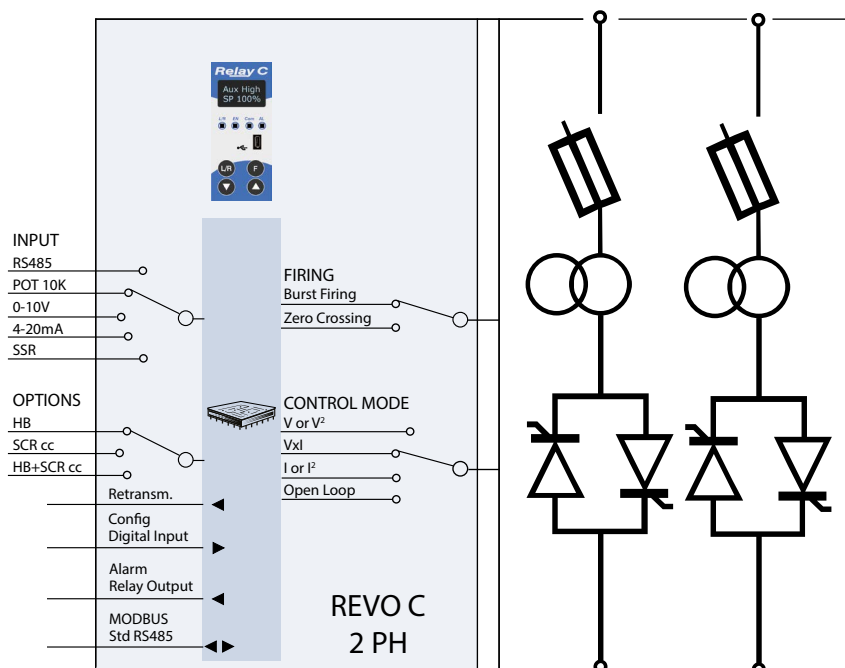 Relay C
Aux High
SP 100%
L/R EN Com AL
L/R F
INPUT
RS485
POT 10K
0-10V
4-20mA
SSR
FIRING
Burst Firing
Zero Crossing
OPTIONS
HB
SCR cc
HB+SCR cc
CONTROL MODE
V or V²
VxI
I or I²
Open Loop
Retransm.
Config
Digital Input
Alarm
Relay Output
MODBUS
Std RS485
REVO C
2 PH